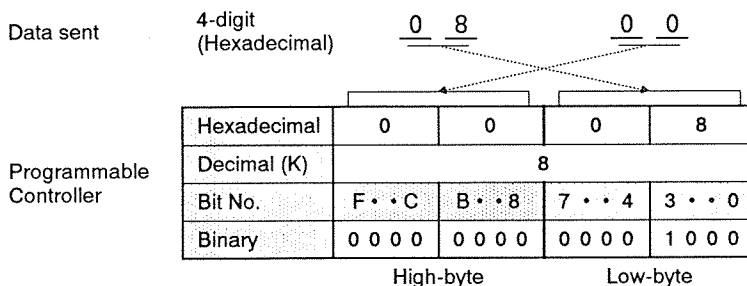 Data sent
4-digit (Hexadecimal)
0 8 0 0
Programmable Controller
Hexadecimal 0 0 0 8
Decimal (K) 8
Bit No. F・・C B・・8 7・・4 3・・0
Binary 0 0 0 0 0 0 0 0 0 0 0 0 1 0 0 0
High-byte Low-byte